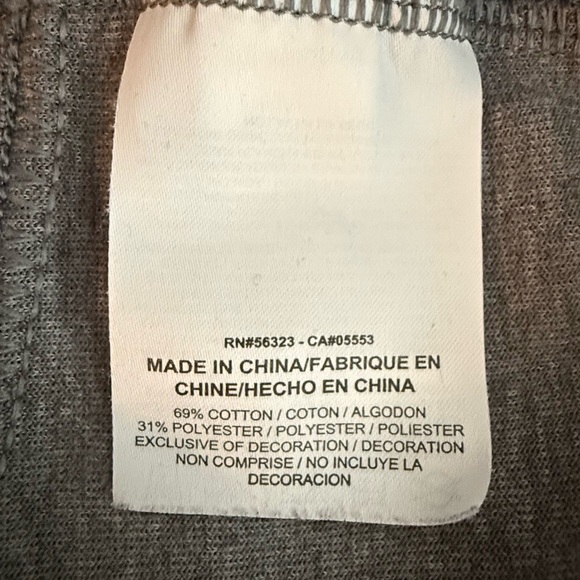 RN#56323 - CA#05553
MADE IN CHINA/FABRIQUE EN
CHINE/HECHO EN CHINA
69% COTTON / COTON / ALGODON
31% POLYESTER / POLYESTER / POLIESTER
EXCLUSIVE OF DECORATION / DECORATION
NON COMPRISE / NO INCLUYE LA
DECORACION